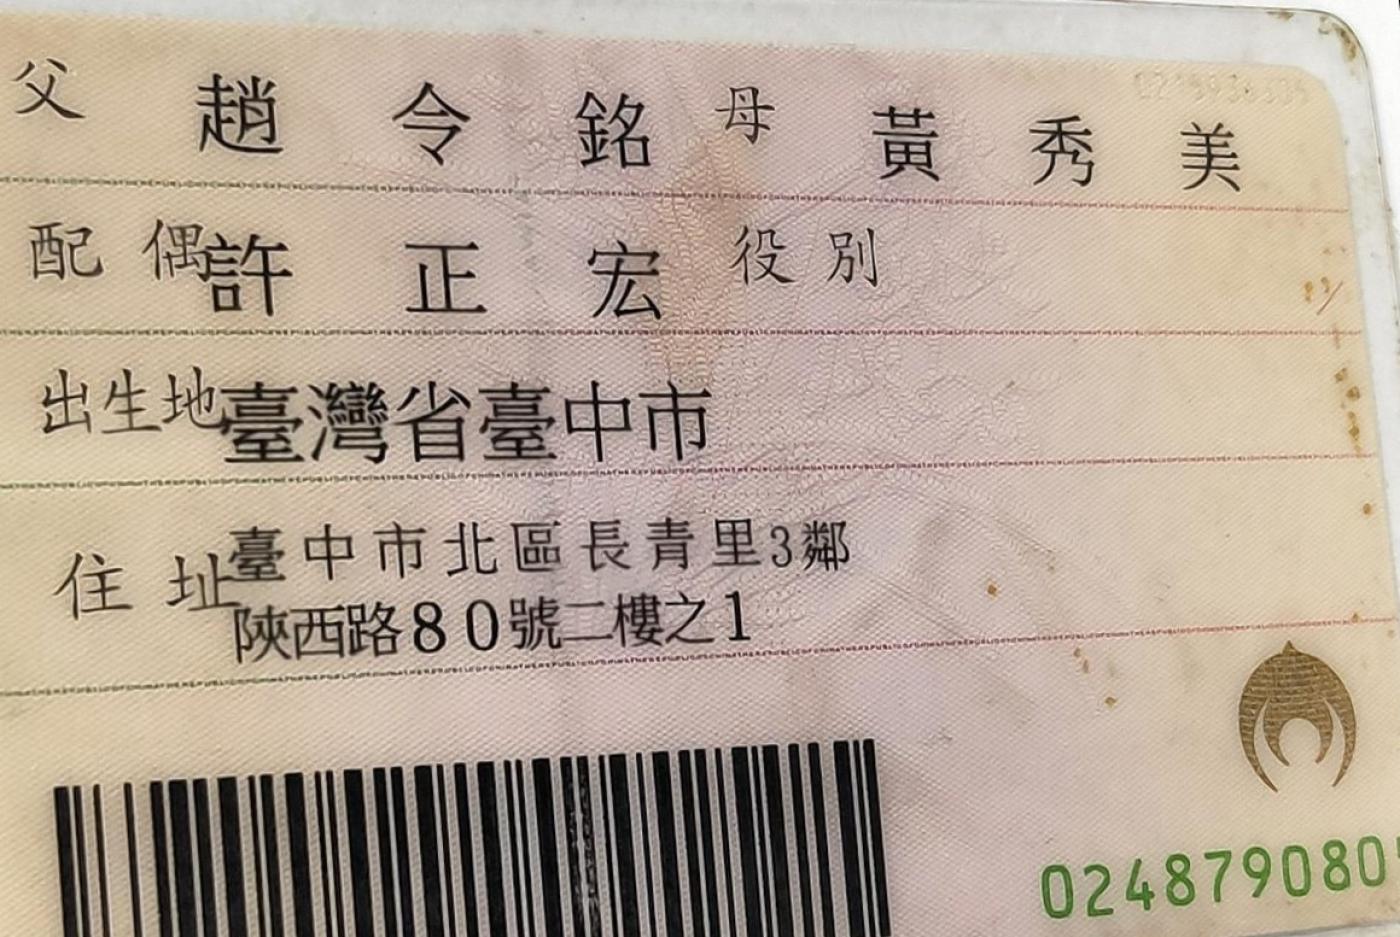 父 趙令銘 母 黃秀美
配偶 許正宏 役別
出生地 臺灣省臺中市
住址 臺中市北區長青里3鄰
陝西路80號二樓之1
024879080